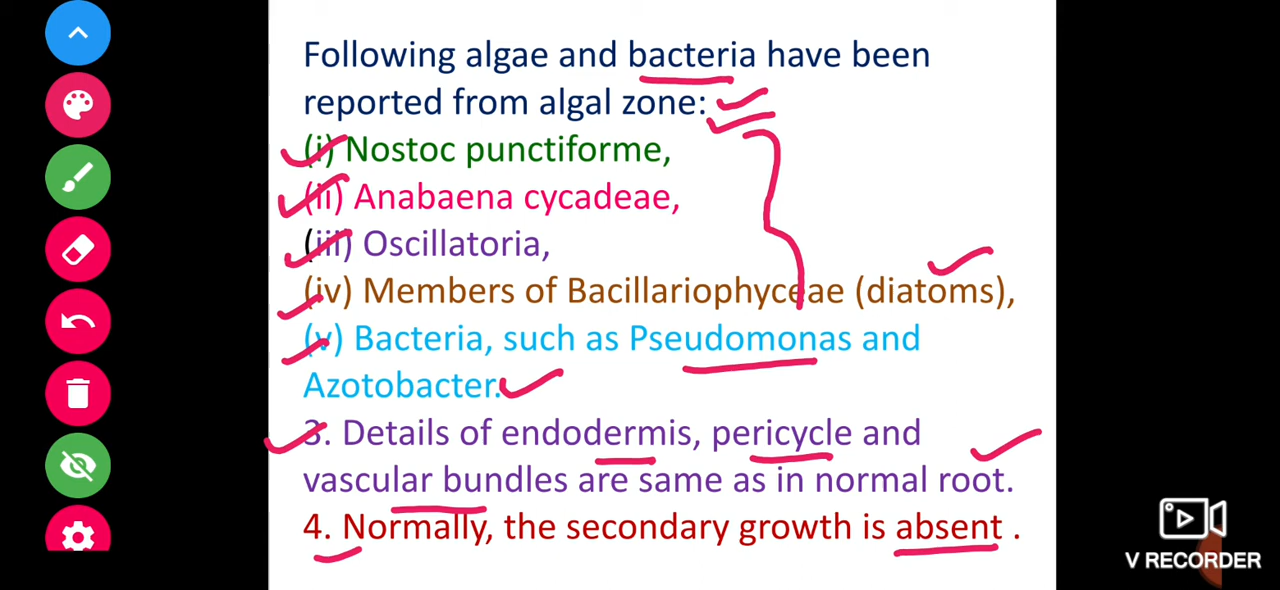 Following algae and bacteria have been
reported from algal zone:
(i) Nostoc punctiforme,
(ii) Anabaena cycadeae,
(iii) Oscillatoria,
(iv) Members of Bacillariophyceae (diatoms),
(v) Bacteria, such as Pseudomonas and
Azotobacter.
3. Details of endodermis, pericycle and
vascular bundles are same as in normal root.
4. Normally, the secondary growth is absent .
V RECORDER